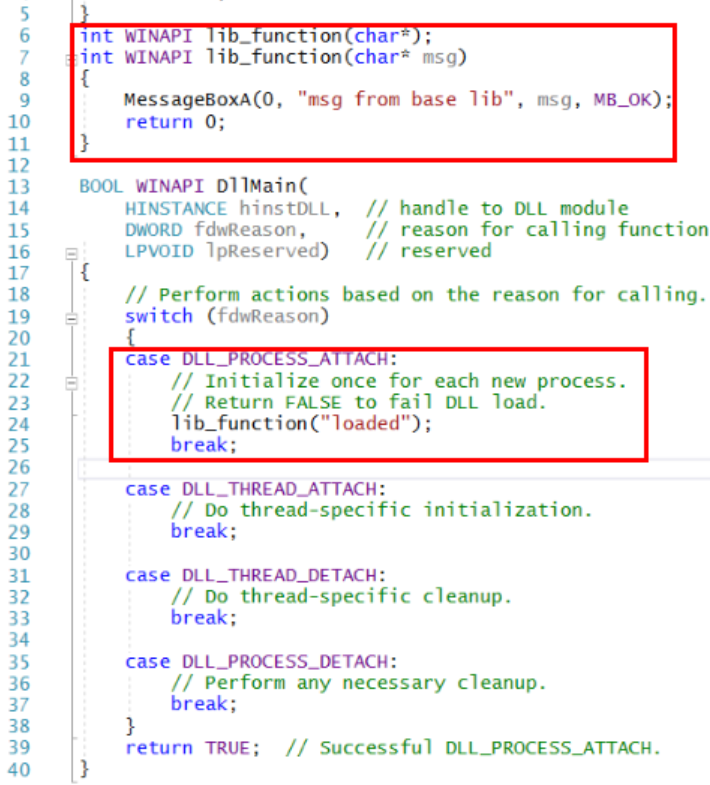 5 }
6 int WINAPI lib_function(char*);
7 int WINAPI lib_function(char* msg)
8 {
9 MessageBoxA(0, "msg from base lib", msg, MB_OK);
10 return 0;
11 }
12
13 BOOL WINAPI DllMain(
14 HINSTANCE hinstDLL, // handle to DLL module
15 DWORD fdwReason, // reason for calling function
16 LPVOID lpReserved) // reserved
17 {
18 // Perform actions based on the reason for calling.
19 switch (fdwReason)
20 {
21 case DLL_PROCESS_ATTACH:
22 // Initialize once for each new process.
23 // Return FALSE to fail DLL load.
24 lib_function("loaded");
25 break;
26
27 case DLL_THREAD_ATTACH:
28 // Do thread-specific initialization.
29 break;
30
31 case DLL_THREAD_DETACH:
32 // Do thread-specific cleanup.
33 break;
34
35 case DLL_PROCESS_DETACH:
36 // Perform any necessary cleanup.
37 break;
38 }
39 return TRUE; // Successful DLL_PROCESS_ATTACH.
40 }